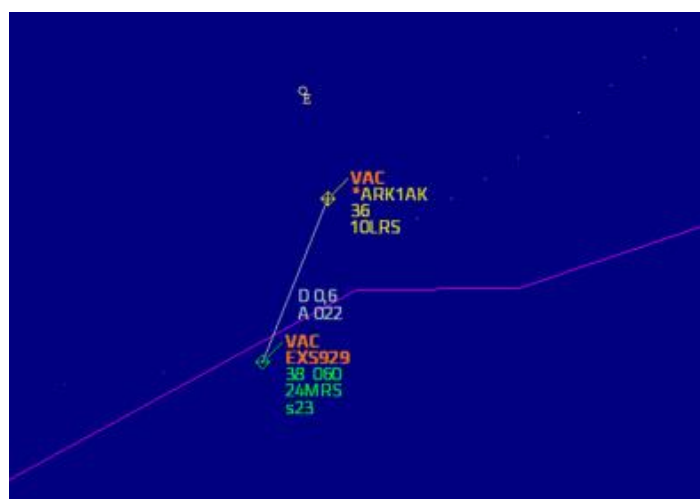 E
VAC
*ARK1AK
36
10LRS
D 0,6
A 022
VAC
EXS929
38 060
24MRS
s23